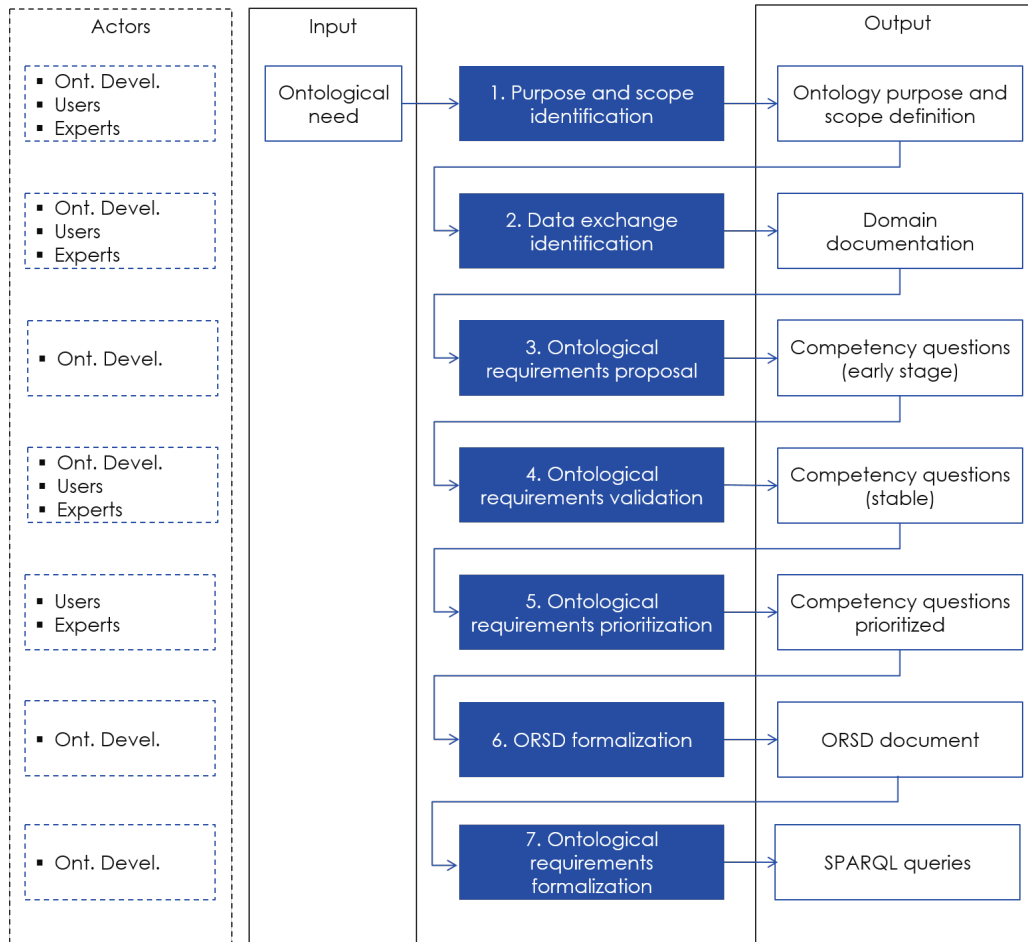 Actors
Input
Output
▪ Ont. Devel.
▪ Users
▪ Experts
Ontological
need
1. Purpose and scope
identification
Ontology purpose and
scope definition
▪ Ont. Devel.
▪ Users
▪ Experts
2. Data exchange
identification
Domain
documentation
▪ Ont. Devel.
3. Ontological
requirements proposal
Competency questions
(early stage)
▪ Ont. Devel.
▪ Users
▪ Experts
4. Ontological
requirements validation
Competency questions
(stable)
▪ Users
▪ Experts
5. Ontological
requirements prioritization
Competency questions
prioritized
▪ Ont. Devel.
6. ORSD formalization
ORSD document
▪ Ont. Devel.
7. Ontological
requirements
formalization
SPARQL queries